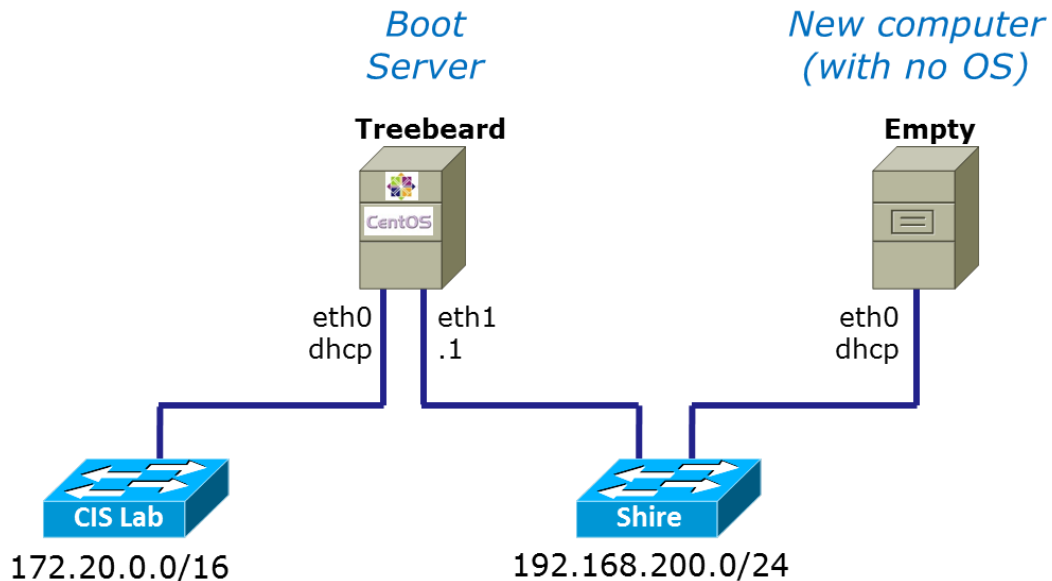 Boot
Server
New computer
(with no OS)
Treebeard
Empty
CentOS
eth0
dhcp
eth1
.1
eth0
dhcp
CIS Lab
Shire
172.20.0.0/16
192.168.200.0/24